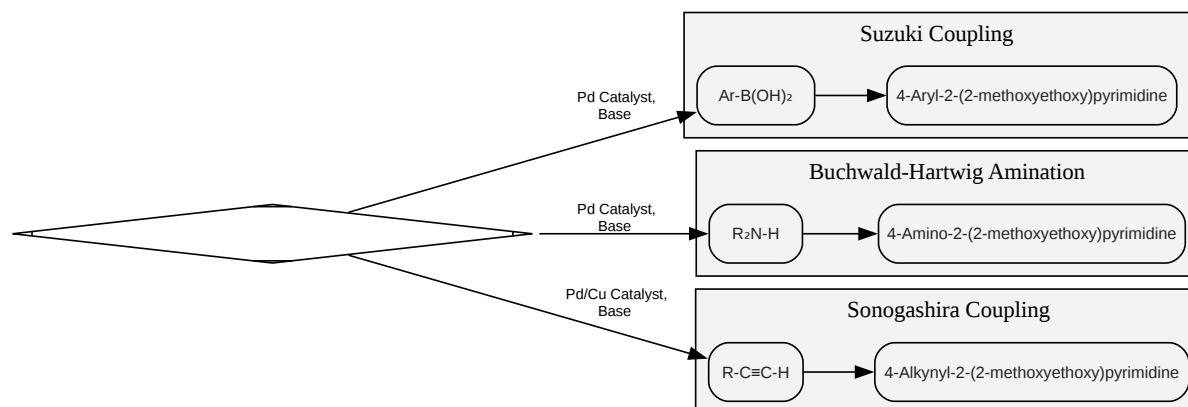 Suzuki Coupling
Pd Catalyst,
Base
Ar-B(OH)₂
4-Aryl-2-(2-methoxyethoxy)pyrimidine
Buchwald-Hartwig Amination
Pd Catalyst,
Base
R₂N-H
4-Amino-2-(2-methoxyethoxy)pyrimidine
Pd/Cu Catalyst,
Base
Sonogashira Coupling
R-C≡C-H
4-Alkynyl-2-(2-methoxyethoxy)pyrimidine